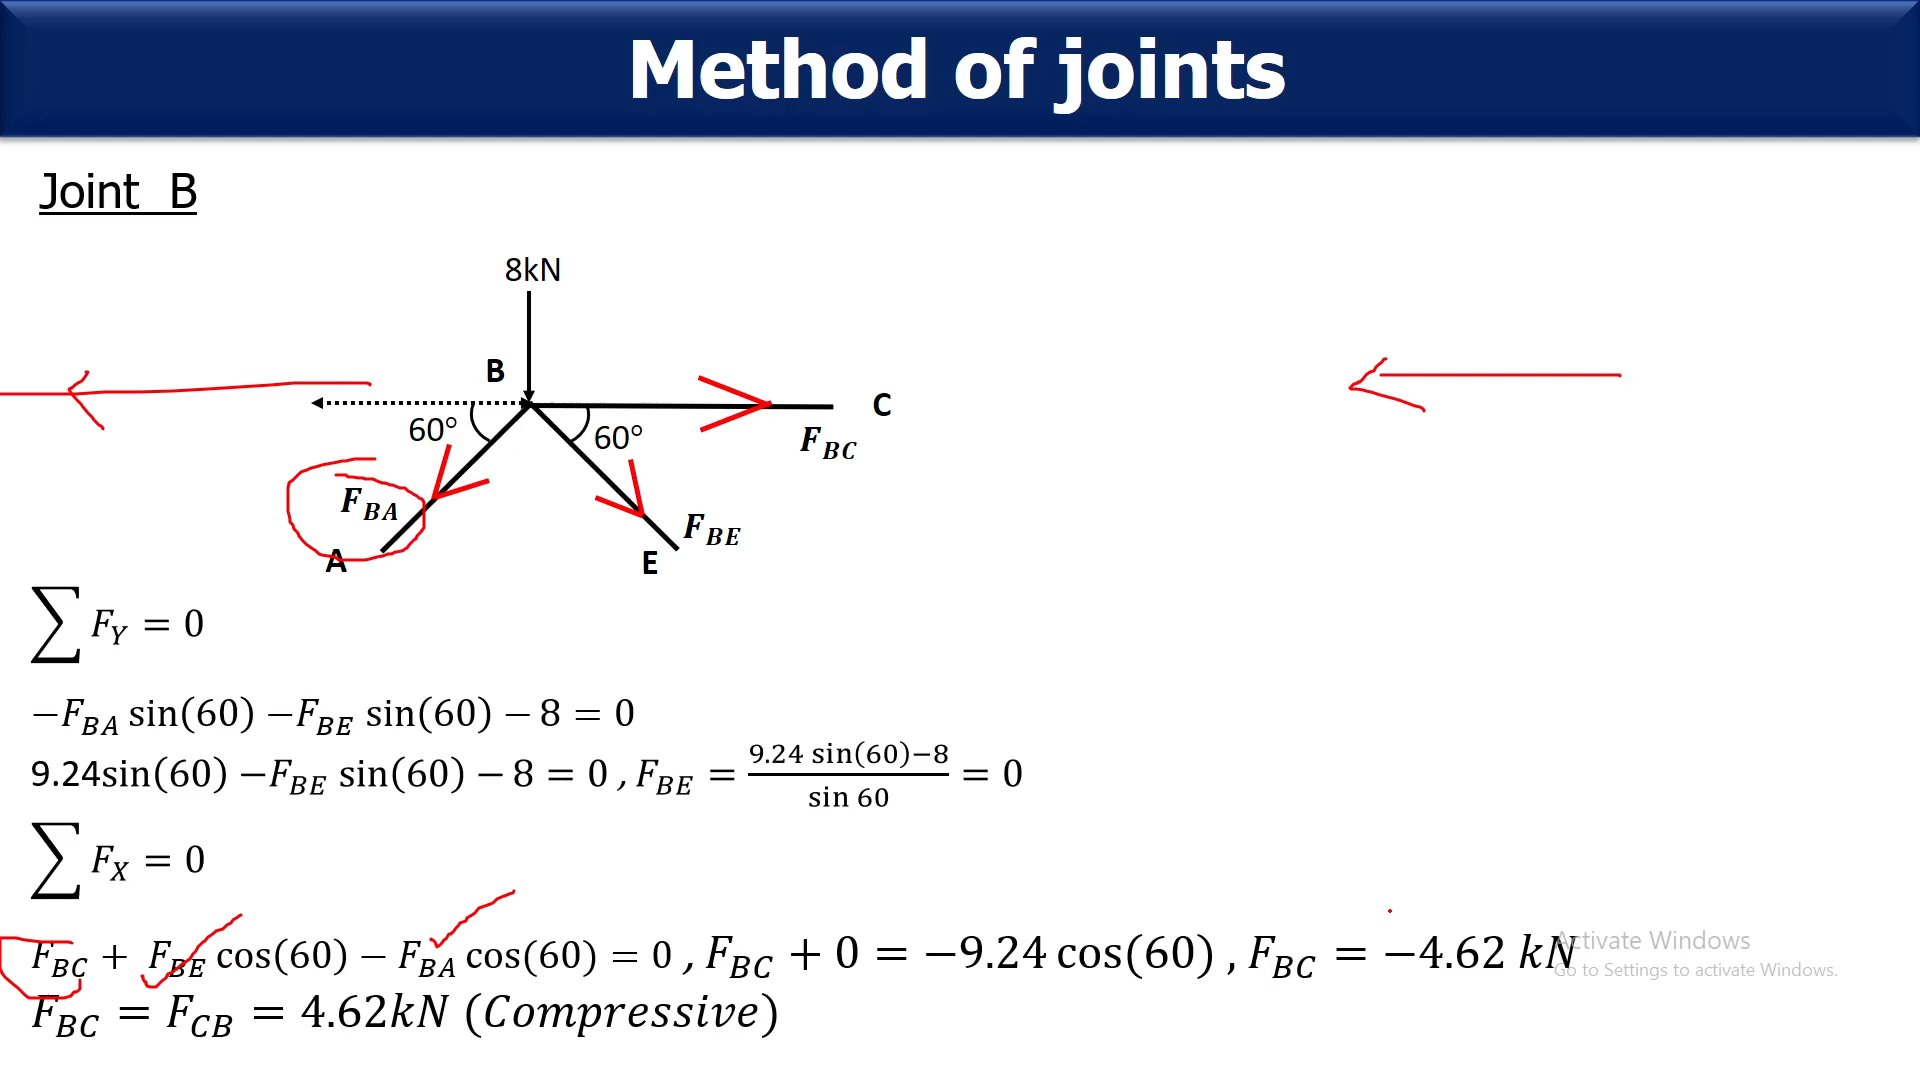 Method of joints
Joint B
8kN
B
C
60° 60°
F_BC
F_BA
F_BE
A E
∑F_Y = 0
−F_BA sin(60) −F_BE sin(60) − 8 = 0
9.24sin(60) −F_BE sin(60) − 8 = 0 , F_BE = (9.24 sin(60)−8)/(sin 60) = 0
∑F_X = 0
F_BC + F_BE cos(60) − F_BA cos(60) = 0 , F_BC + 0 = −9.24 cos(60) , F_BC = −4.62 kN
F_BC = F_CB = 4.62kN (Compressive)
Activate Windows
Go to Settings to activate Windows.